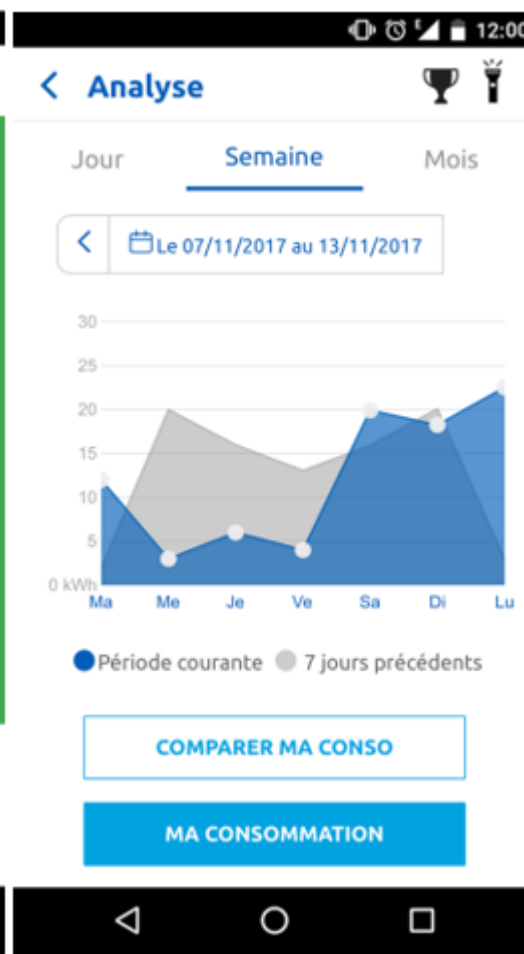 12:00
Analyse
Jour Semaine Mois
Le 07/11/2017 au 13/11/2017
30
25
20
15
10
5
0 kWh
Ma Me Je Ve Sa Di Lu
Période courante 7 jours précédents
COMPARER MA CONSO
MA CONSOMMATION